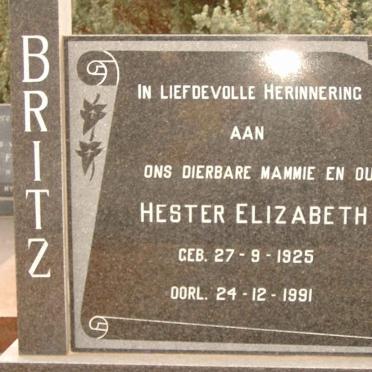 BRITZ
IN LIEFDEVOLLE HERINNERING
AAN
ONS DIERBARE MAMMIE EN OU
HESTER ELIZABETH
GEB. 27-9-1925
OORL. 24-12-1991